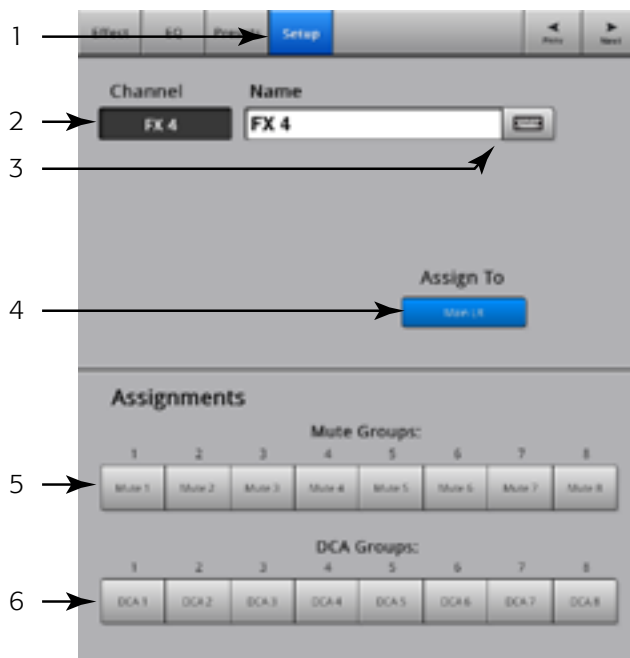 1
Effect EQ Presets Setup Prev Next
Channel Name
2 FX 4 FX 4
3
Assign To
4 Main LR
Assignments
Mute Groups:
1 2 3 4 5 6 7 8
5 Mute 1 Mute 2 Mute 3 Mute 4 Mute 5 Mute 6 Mute 7 Mute 8
DCA Groups:
1 2 3 4 5 6 7 8
6 DCA 1 DCA 2 DCA 3 DCA 4 DCA 5 DCA 6 DCA 7 DCA 8